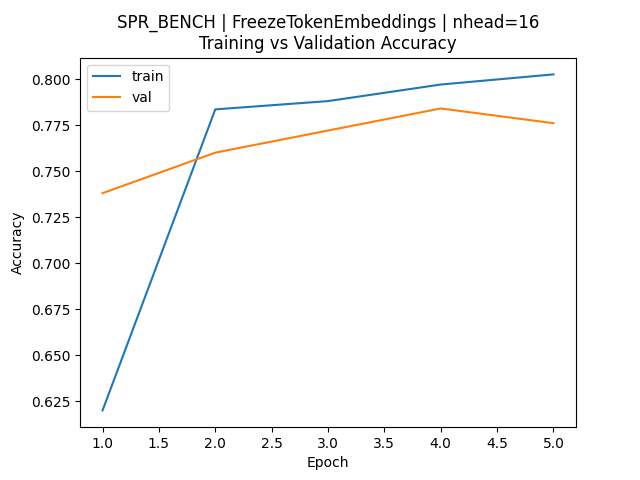 SPR_BENCH | FreezeTokenEmbeddings | nhead=16
Training vs Validation Accuracy
train
val
0.800
0.775
0.750
0.725
0.700
0.675
0.650
0.625
Accuracy
1.0 1.5 2.0 2.5 3.0 3.5 4.0 4.5 5.0
Epoch